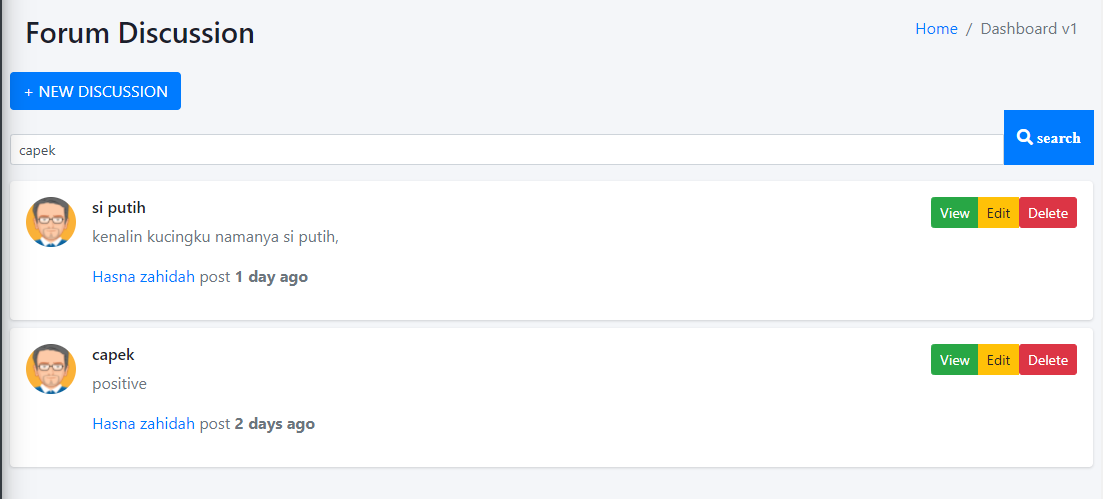 Forum Discussion
Home / Dashboard v1
+ NEW DISCUSSION
capek
search
si putih
View Edit Delete
kenalin kucingku namanya si putih,
Hasna zahidah post 1 day ago
capek
View Edit Delete
positive
Hasna zahidah post 2 days ago